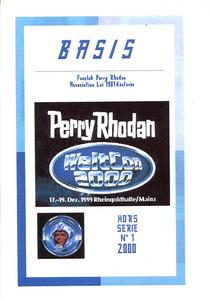 BASIS
Fanclub Perry Rhodan
Association Loi 1901 d'astarte
Perry Rhodan
WeltCon
2000
17.-19. Dez. 1999 Rheingoldhalle/Mainz
HORS
SERIE
N° 1
2000